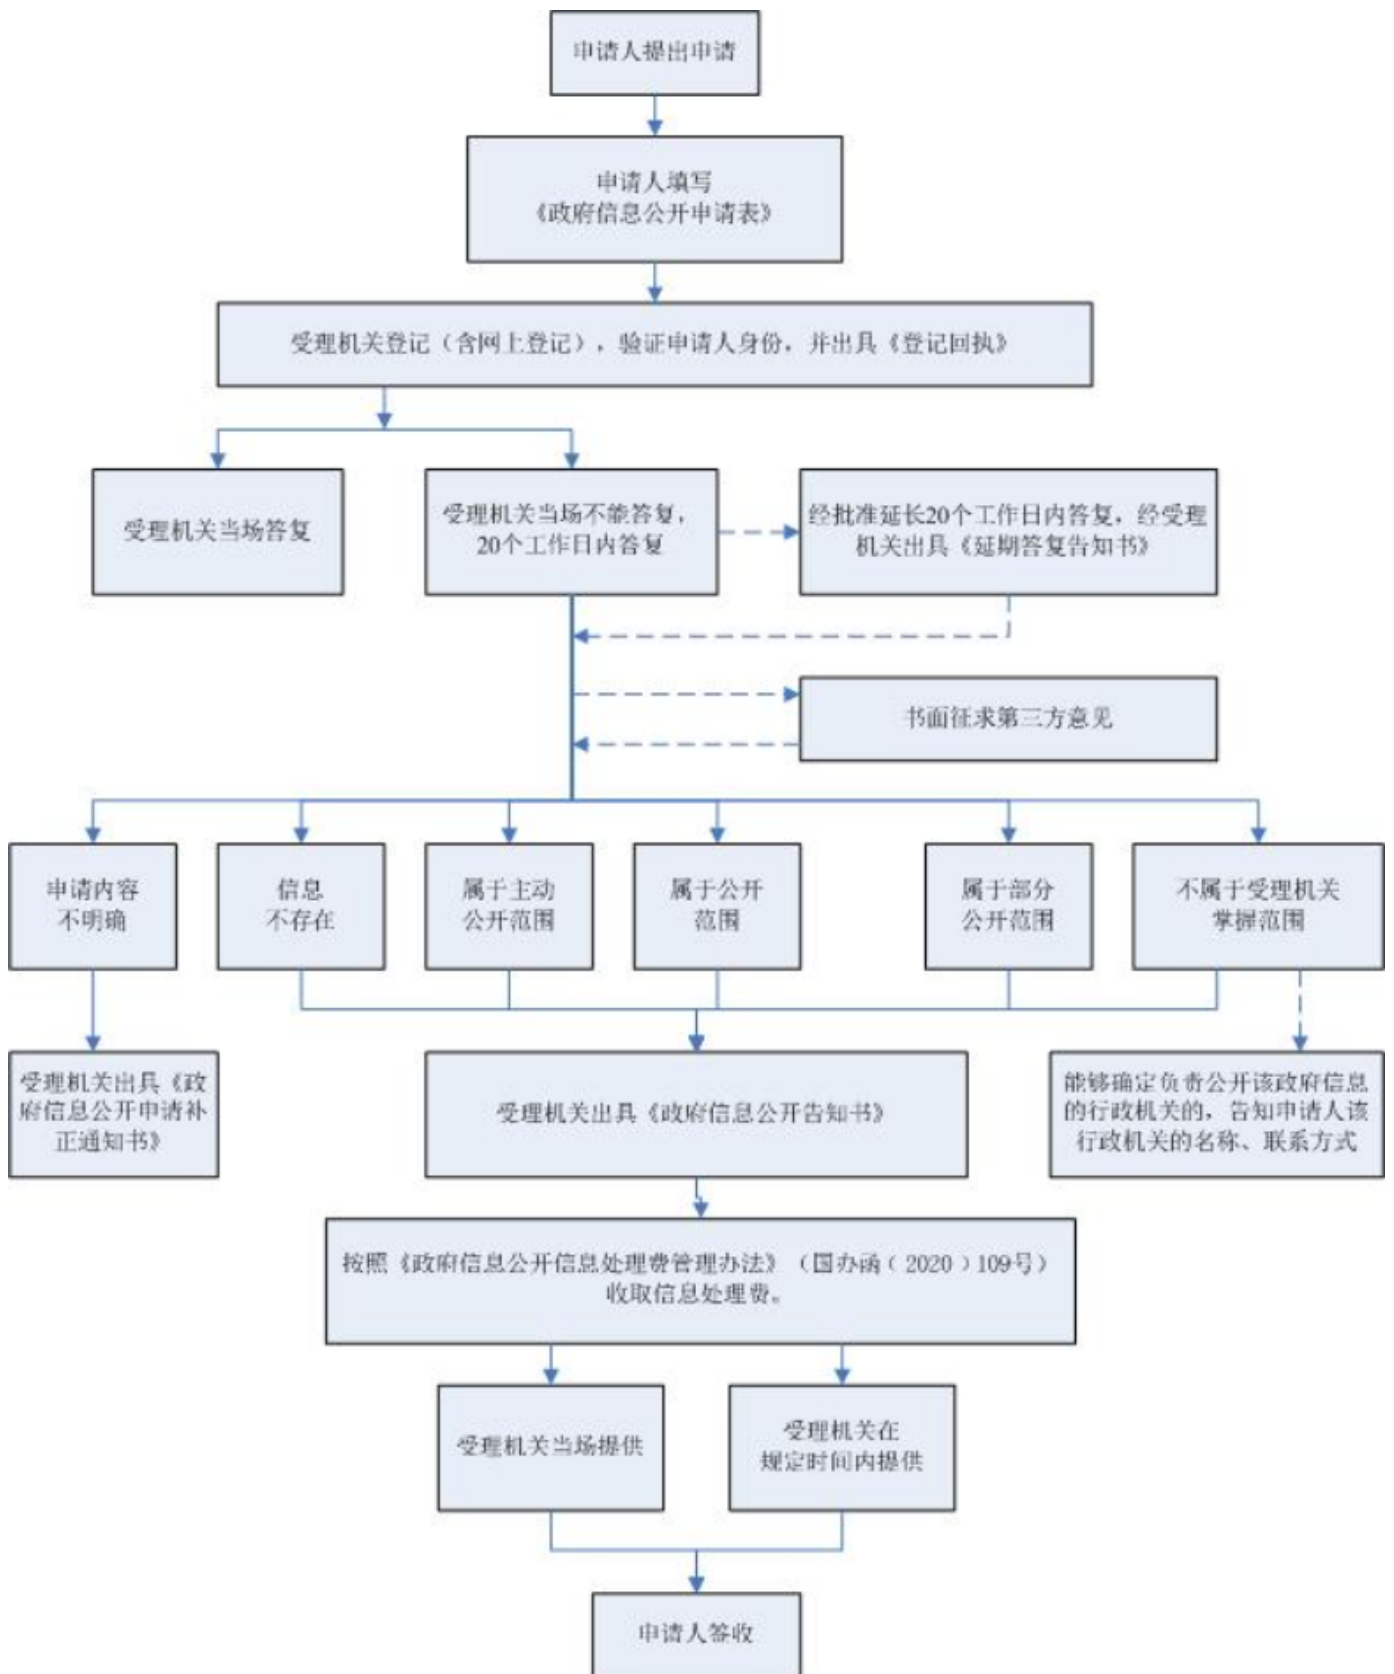 申请人提出申请
申请人填写
《政府信息公开申请表》
受理机关登记（含网上登记），验证申请人身份，并出具《登记回执》
受理机关当场答复
受理机关当场不能答复，
20个工作日内答复
经批准延长20个工作日内答复，经受理
机关出具《延期答复告知书》
书面征求第三方意见
申请内容
不明确
信息
不存在
属于主动
公开范围
属于公开
范围
属于部分
公开范围
不属于受理机关
掌握范围
受理机关出具《政
府信息公开申请补
正通知书》
受理机关出具《政府信息公开告知书》
能够确定负责公开该政府信息
的行政机关的，告知申请人该
行政机关的名称、联系方式
按照《政府信息公开信息处理费管理办法》（国办函﹝2020﹞109号）
收取信息处理费。
受理机关当场提供
受理机关在
规定时间内提供
申请人签收